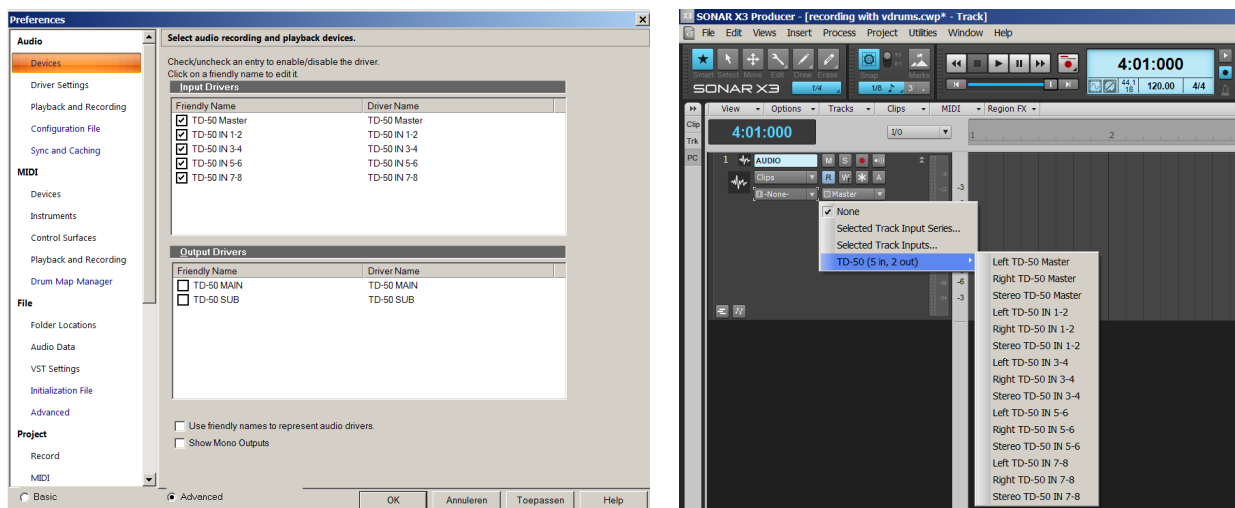 Preferences
Audio
Devices
Driver Settings
Playback and Recording
Configuration File
Sync and Caching
MIDI
Devices
Instruments
Control Surfaces
Playback and Recording
Drum Map Manager
File
Folder Locations
Audio Data
VST Settings
Initialization File
Advanced
Project
Record
MIDI
Basic
Advanced
Select audio recording and playback devices.
Check/uncheck an entry to enable/disable the driver.
Click on a friendly name to edit it.
Input Drivers
Friendly Name Driver Name
TD-50 Master TD-50 Master
TD-50 IN 1-2 TD-50 IN 1-2
TD-50 IN 3-4 TD-50 IN 3-4
TD-50 IN 5-6 TD-50 IN 5-6
TD-50 IN 7-8 TD-50 IN 7-8
Output Drivers
Friendly Name Driver Name
TD-50 MAIN TD-50 MAIN
TD-50 SUB TD-50 SUB
Use friendly names to represent audio drivers.
Show Mono Outputs
OK Annuleren Toepassen Help
X3 SONAR X3 Producer - [recording with vdrums.cwp* - Track]
File Edit Views Insert Process Project Utilities Window Help
Smart Select Move Edit Draw Erase Snap Marks
SONAR X3 1/4 1/8 3
4:01:000
44.1 16 120.00 4/4
View Options Tracks Clips MIDI Region FX
Clip
Trk
PC
4:01:000 I/O 1 2
1 AUDIO M S
Clips R W A
-None- Master
-3
-6
-3
None
Selected Track Input Series...
Selected Track Inputs...
TD-50 (5 in, 2 out)
Left TD-50 Master
Right TD-50 Master
Stereo TD-50 Master
Left TD-50 IN 1-2
Right TD-50 IN 1-2
Stereo TD-50 IN 1-2
Left TD-50 IN 3-4
Right TD-50 IN 3-4
Stereo TD-50 IN 3-4
Left TD-50 IN 5-6
Right TD-50 IN 5-6
Stereo TD-50 IN 5-6
Left TD-50 IN 7-8
Right TD-50 IN 7-8
Stereo TD-50 IN 7-8